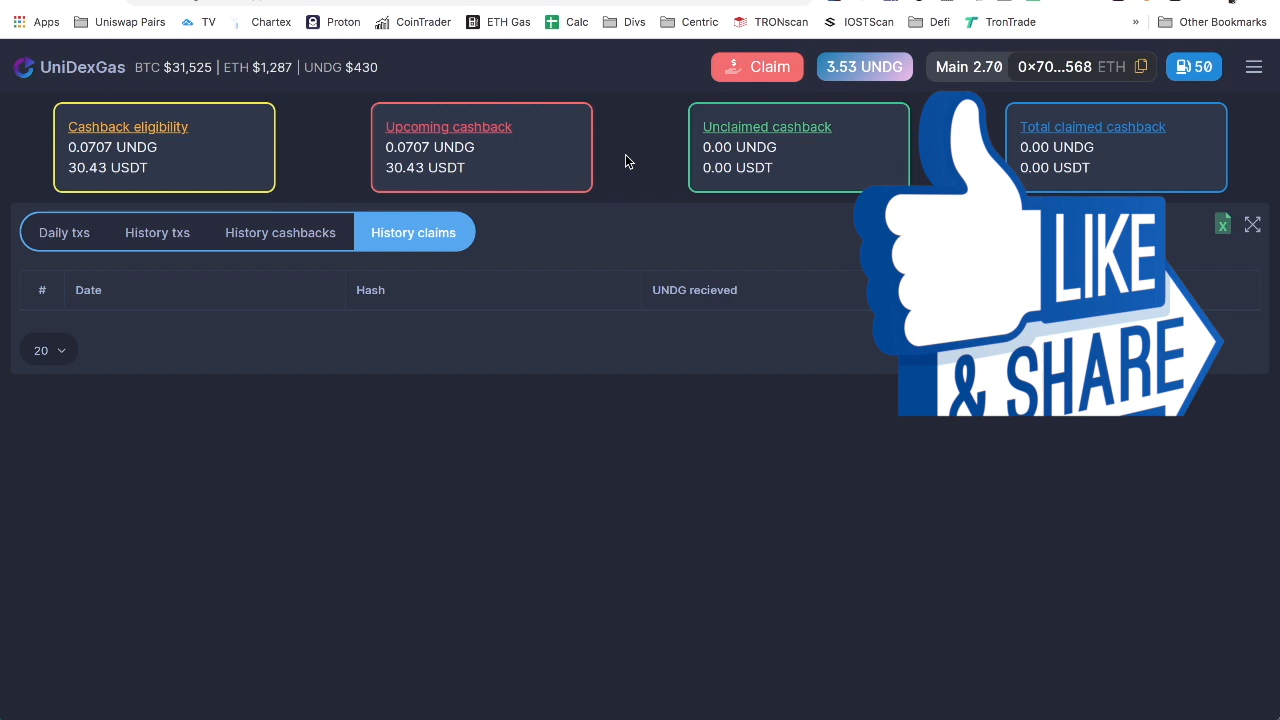 Apps Uniswap Pairs TV Chartex Proton CoinTrader ETH Gas Calc Divs Centric TRONscan IOSTScan Defi TronTrade » Other Bookmarks
UniDexGas BTC $31,525 | ETH $1,287 | UNDG $430 Claim 3.53 UNDG Main 2.70 0×70...568 ETH 50
Cashback eligibility
0.0707 UNDG
30.43 USDT
Upcoming cashback
0.0707 UNDG
30.43 USDT
Unclaimed cashback
0.00 UNDG
0.00 USDT
Total claimed cashback
0.00 UNDG
0.00 USDT
Daily txs History txs History cashbacks History claims
# Date Hash UNDG recieved
20
LIKE
& SHARE